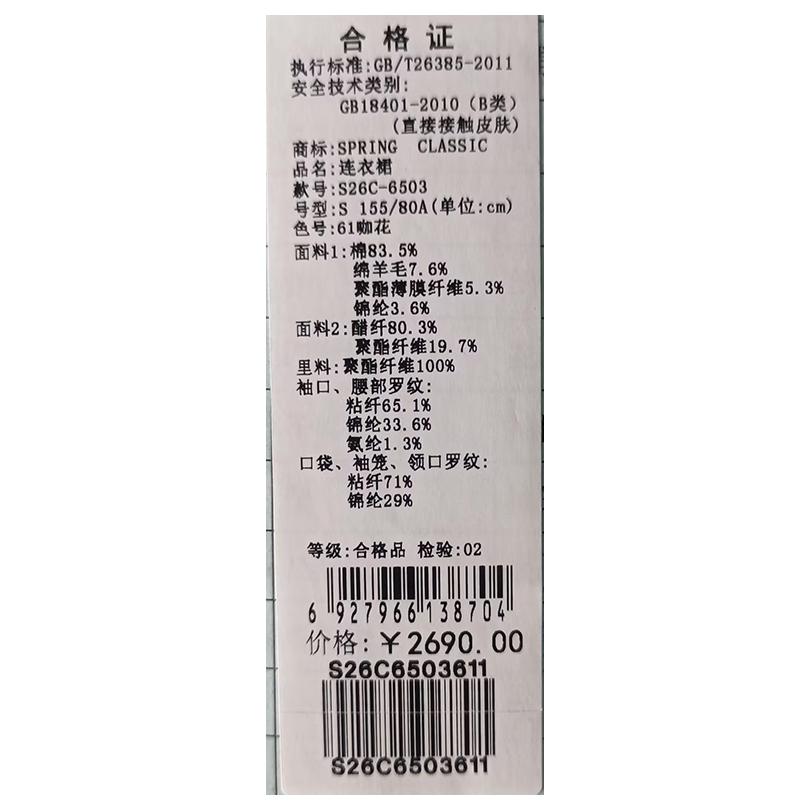 合格证
执行标准:GB/T26385-2011
安全技术类别:
GB18401-2010（B类）
(直接接触皮肤)
商标:SPRING CLASSIC
品名:连衣裙
款号:S26C-6503
号型:S 155/80A(单位:cm)
色号:61咖花
面料1:棉83.5%
绵羊毛7.6%
聚酯薄膜纤维5.3%
锦纶3.6%
面料2:醋纤80.3%
聚酯纤维19.7%
里料:聚酯纤维100%
袖口、腰部罗纹:
粘纤65.1%
锦纶33.6%
氨纶1.3%
口袋、袖笼、领口罗纹:
粘纤71%
锦纶29%
等级:合格品 检验:02
6 927966 138704
价格:￥2690.00
S26C6503611
S26C6503611